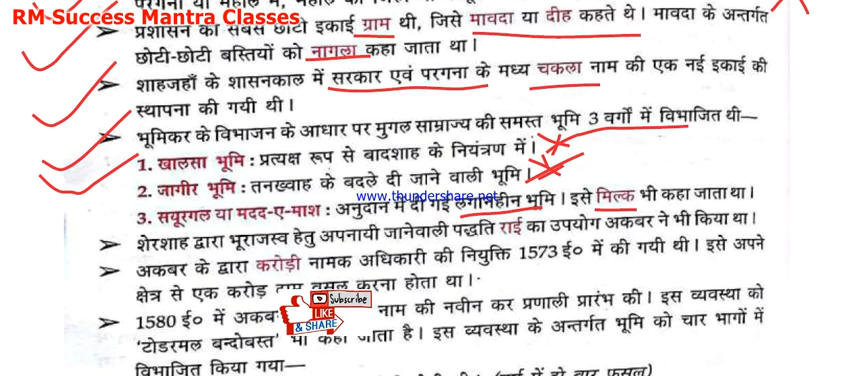 RM-Success Mantra Classes
➤ प्रशासन की सबसे छोटी इकाई ग्राम थी, जिसे मावदा या दीह कहते थे। मावदा के अन्तर्गत
छोटी-छोटी बस्तियों को नागला कहा जाता था।
➤ शाहजहाँ के शासनकाल में सरकार एवं परगना के मध्य चकला नाम की एक नई इकाई की
स्थापना की गयी थी।
➤ भूमिकर के विभाजन के आधार पर मुगल साम्राज्य की समस्त भूमि 3 वर्गों में विभाजित थी—
1. खालसा भूमि : प्रत्यक्ष रूप से बादशाह के नियंत्रण में।
2. जागीर भूमि : तनख्वाह के बदले दी जाने वाली भूमि।
www.thundershare.net
3. सयूरगल या मदद-ए-माश : अनुदान में दी गई लगानहीन भूमि। इसे मिल्क भी कहा जाता था।
➤ शेरशाह द्वारा भूराजस्व हेतु अपनायी जानेवाली पद्धति राई का उपयोग अकबर ने भी किया था।
➤ अकबर के द्वारा करोड़ी नामक अधिकारी की नियुक्ति 1573 ई० में की गयी थी। इसे अपने
क्षेत्र से एक करोड़ दाम वसूल करना होता था।
Subscribe
LIKE
& SHARE
➤ 1580 ई० में अकबर नाम की नवीन कर प्रणाली प्रारंभ की। इस व्यवस्था को
'टोडरमल बन्दोबस्त' भी कहा जाता है। इस व्यवस्था के अन्तर्गत भूमि को चार भागों में
विभाजित किया गया—